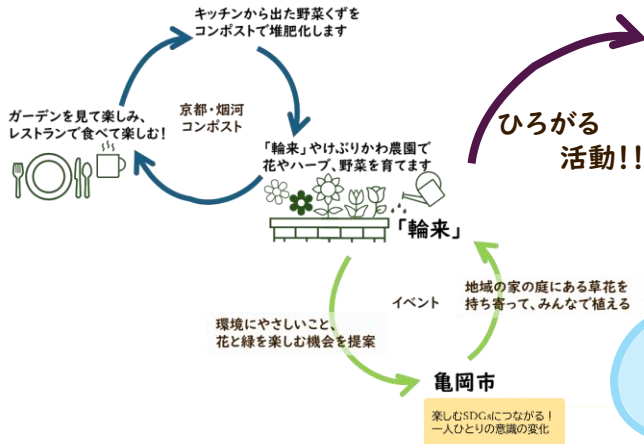 キッチンから出た野菜くずを
コンポストで堆肥化します
ガーデンを見て楽しみ、
レストランで食べて楽しむ!
京都・烟河
コンポスト
「輪来」やけぶりかわ農園で
花やハーブ、野菜を育てます
ひろがる
活動!!
「輪来」
地域の家の庭にある草花を
持ち寄って、みんなで植える
イベント
環境にやさしいこと、
花と緑を楽しむ機会を提案
亀岡市
楽しむSDGsにつながる!
一人ひとりの意識の変化